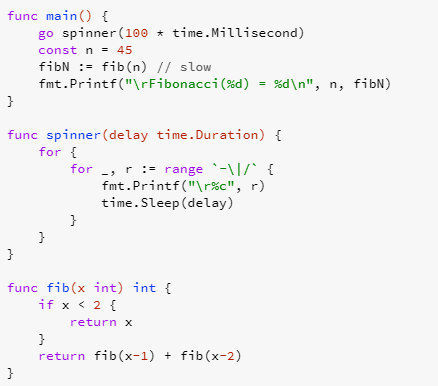 func main() {
    go spinner(100 * time.Millisecond)
    const n = 45
    fibN := fib(n) // slow
    fmt.Printf("\rFibonacci(%d) = %d\n", n, fibN)
}

func spinner(delay time.Duration) {
    for {
        for _, r := range `-\|/` {
            fmt.Printf("\r%c", r)
            time.Sleep(delay)
        }
    }
}

func fib(x int) int {
    if x < 2 {
        return x
    }
    return fib(x-1) + fib(x-2)
}